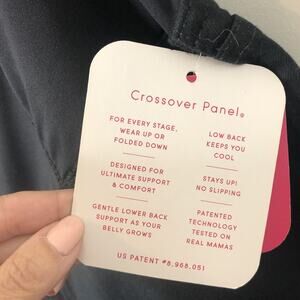 Crossover Panel®
FOR EVERY STAGE,
WEAR UP OR
FOLDED DOWN
DESIGNED FOR
ULTIMATE SUPPORT
& COMFORT
GENTLE LOWER BACK
SUPPORT AS YOUR
BELLY GROWS
LOW BACK
KEEPS YOU
COOL
STAYS UP!
NO SLIPPING
PATENTED
TECHNOLOGY
TESTED ON
REAL MAMAS
US PATENT #8,968,051